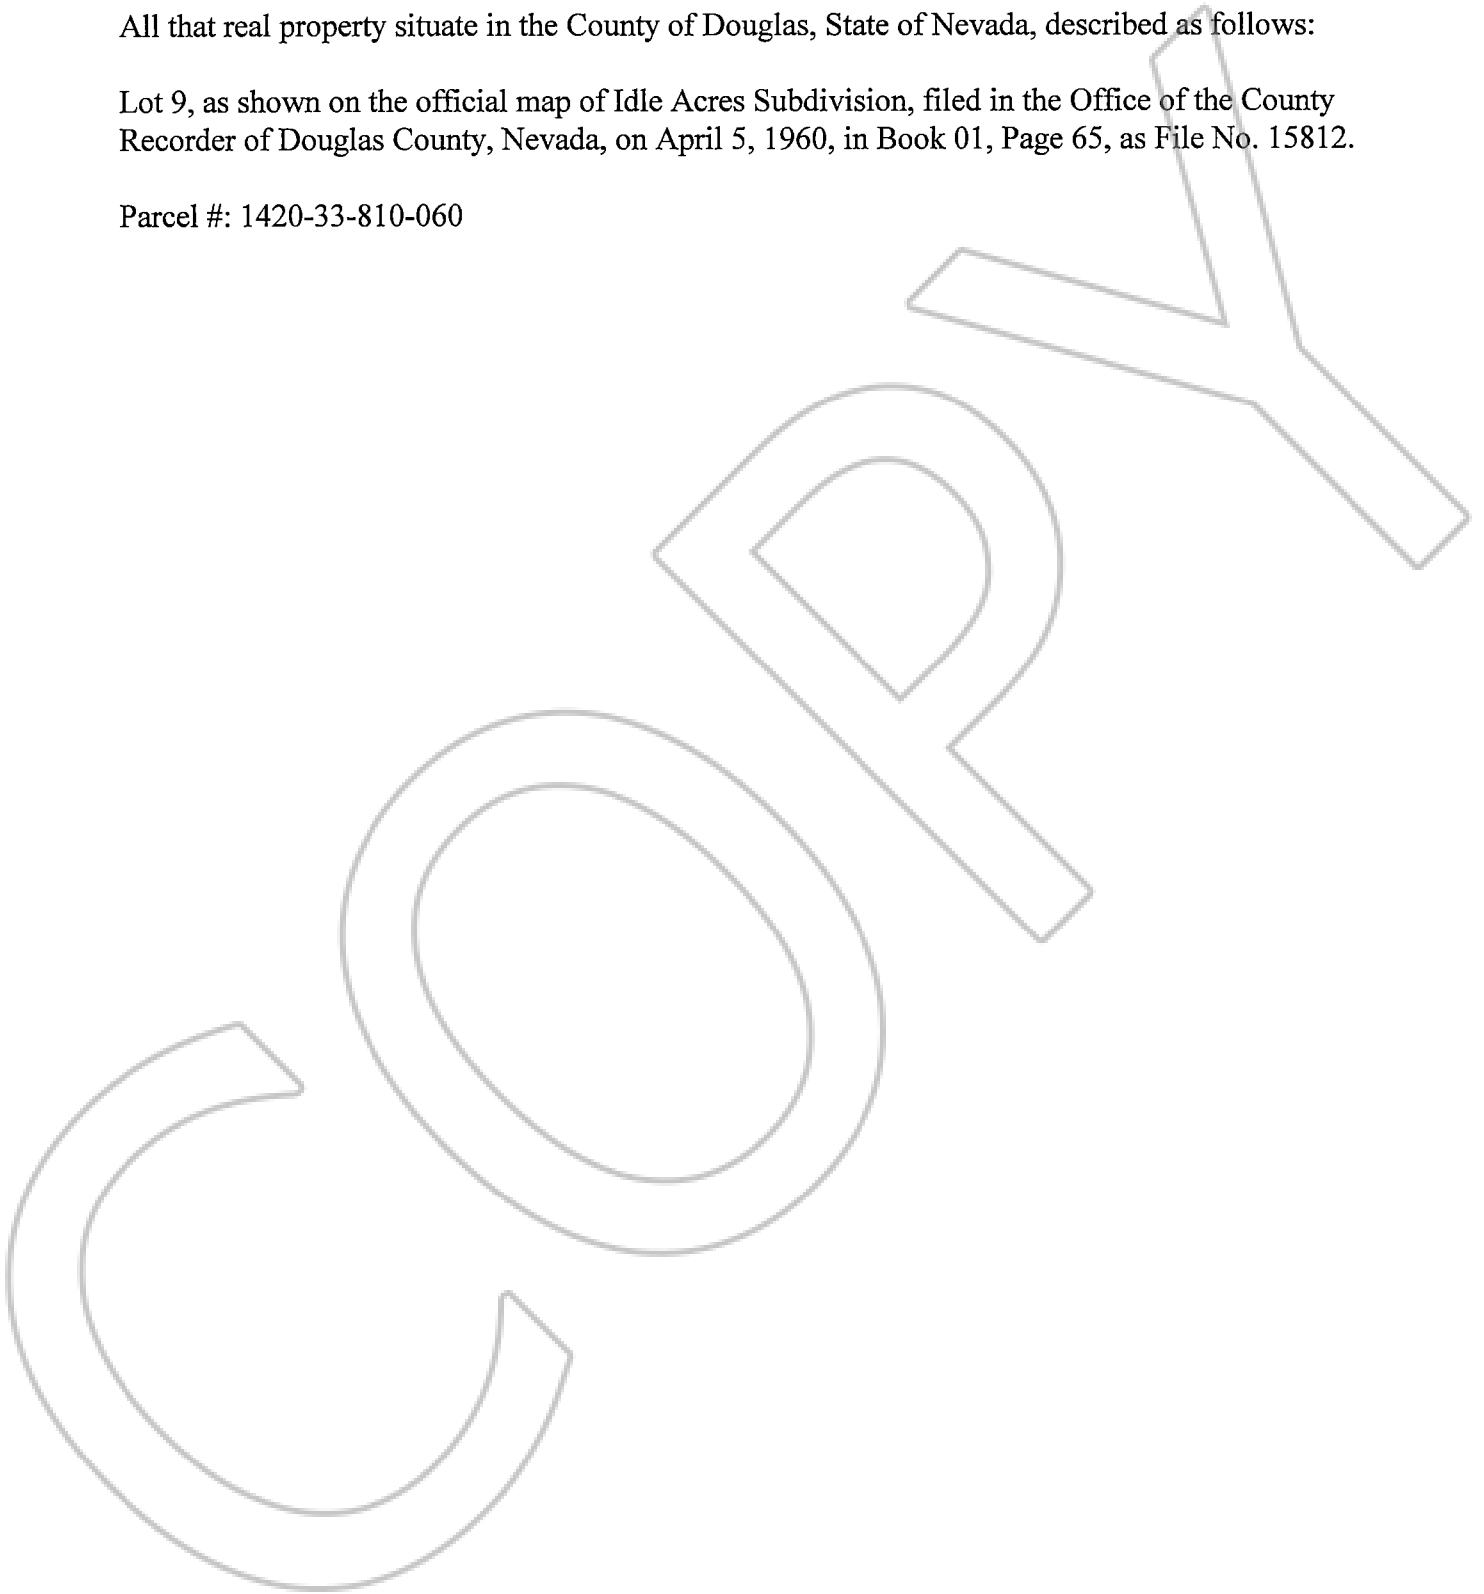 All that real property situate in the County of Douglas, State of Nevada, described as follows:
Lot 9, as shown on the official map of Idle Acres Subdivision, filed in the Office of the County
Recorder of Douglas County, Nevada, on April 5, 1960, in Book 01, Page 65, as File No. 15812.
Parcel #: 1420-33-810-060
COPY